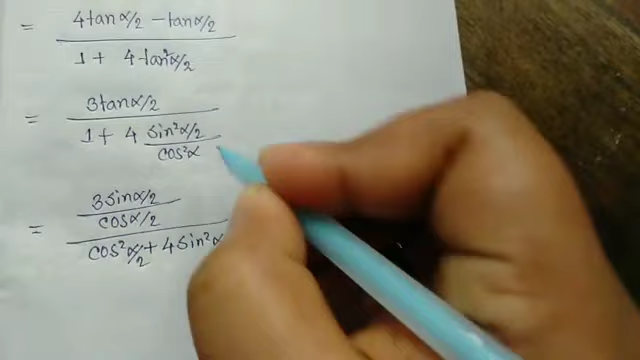 = 4tanα/2 - tanα/2
1 + 4tan²α/2
= 3tanα/2
1 + 4 sin²α/2
cos²α
= 3sinα/2
cosα/2
cos²α/2 + 4sin²α